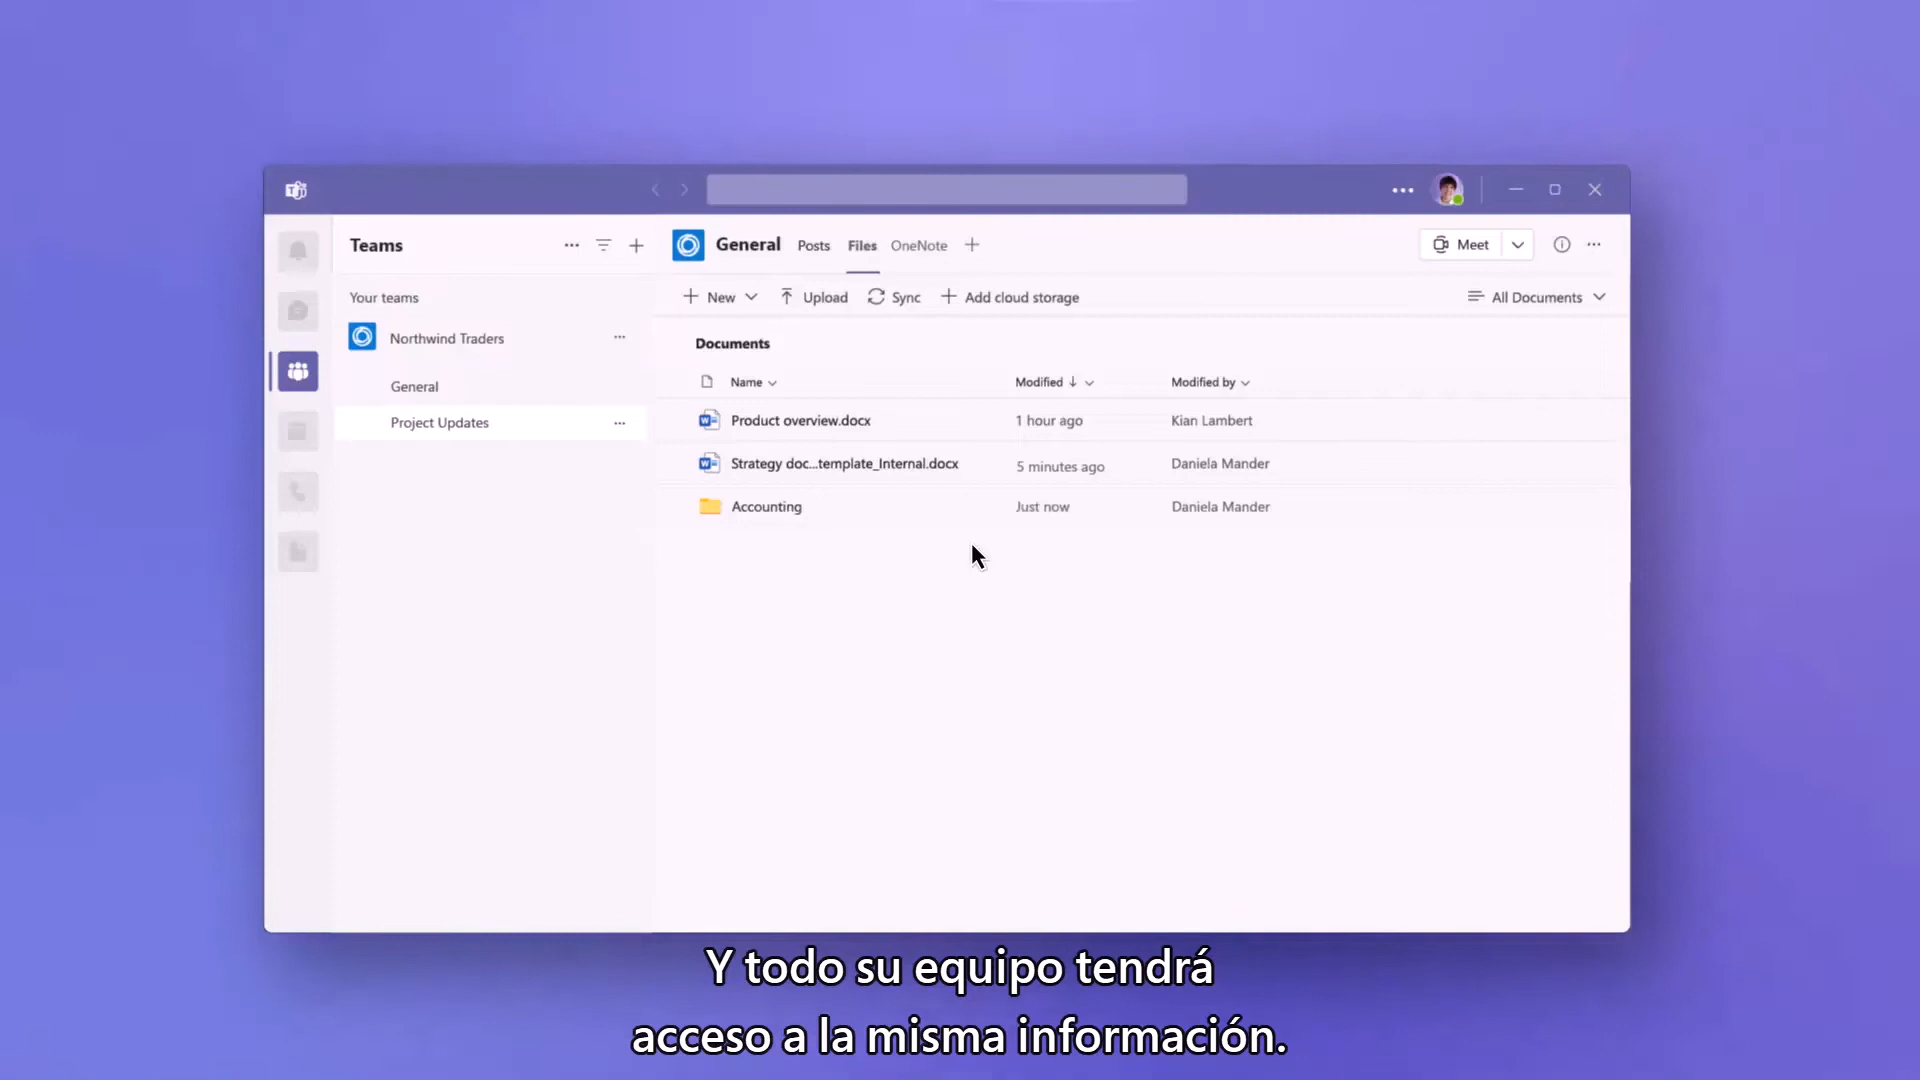 Teams
General Posts Files OneNote
Meet
Your teams
New Upload Sync Add cloud storage
All Documents
Northwind Traders
General
Project Updates
Documents
Name Modified Modified by
Product overview.docx 1 hour ago Kian Lambert
Strategy doc...template_Internal.docx 5 minutes ago Daniela Mander
Accounting Just now Daniela Mander
Y todo su equipo tendrá
acceso a la misma información.